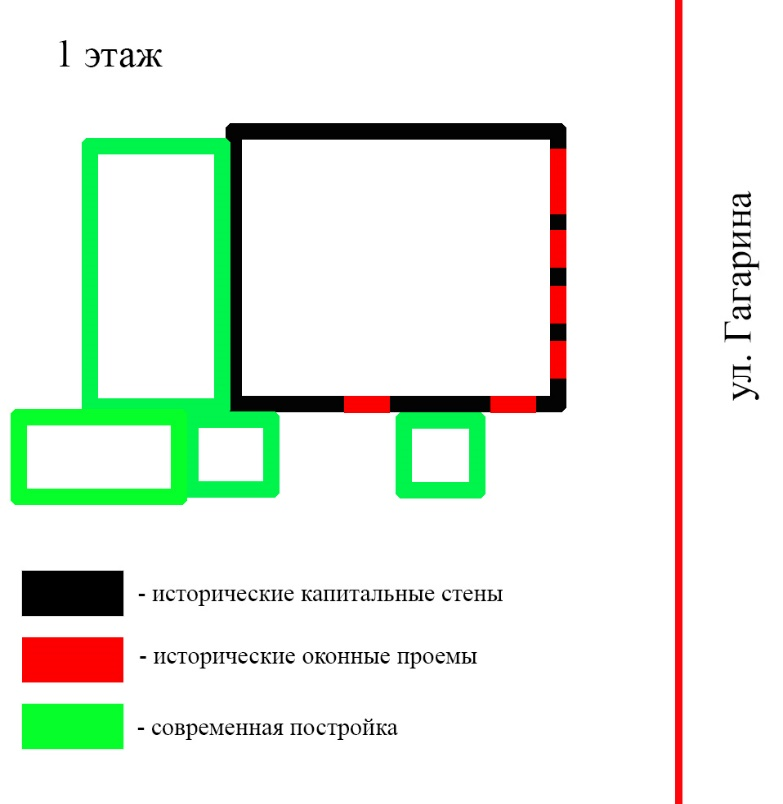 1 этаж
ул. Гагарина
- исторические капитальные стены
- исторические оконные проемы
- современная постройка